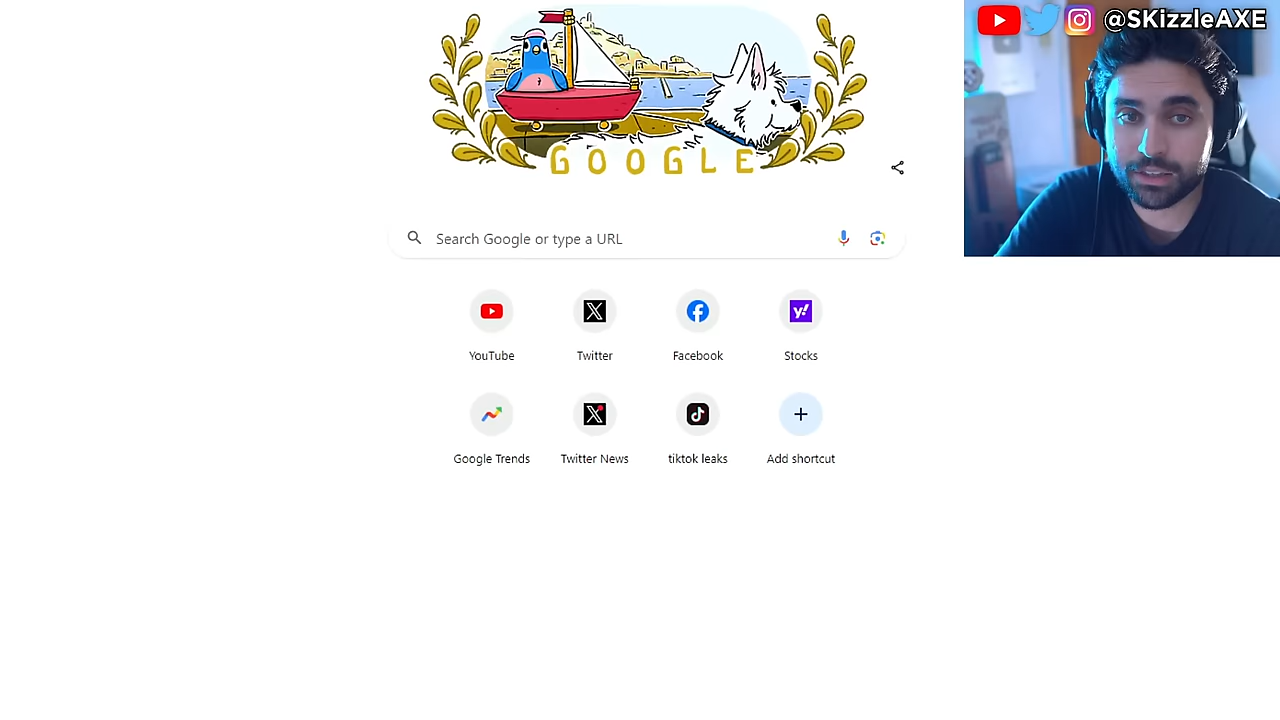 @SKizzleAXE
GOOGLE
Search Google or type a URL
YouTube
Twitter
Facebook
Stocks
y!
Google Trends
Twitter News
tiktok leaks
Add shortcut